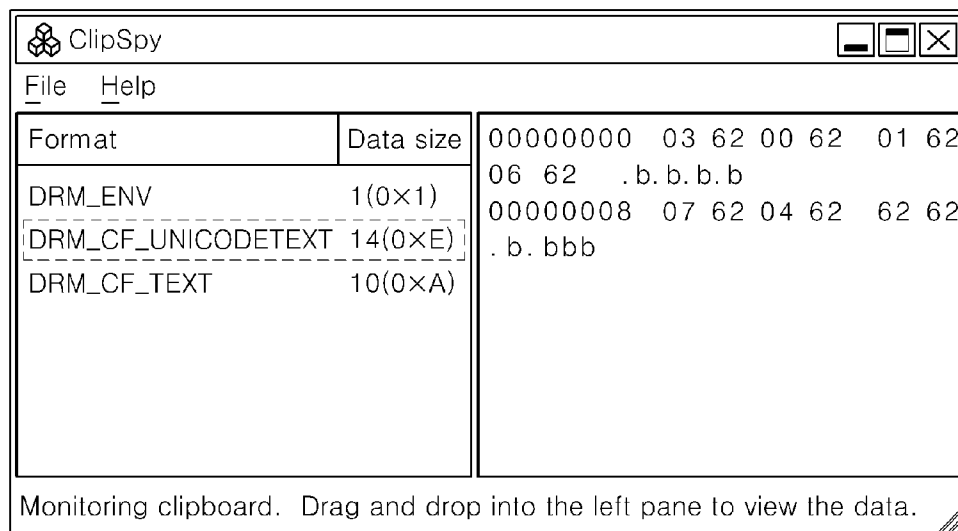 ClipSpy
File Help
Format Data size
DRM_ENV 1(0×1)
DRM_CF_UNICODETEXT 14(0×E)
DRM_CF_TEXT 10(0×A)
00000000 03 62 00 62 01 62
06 62 .b.b.b.b
00000008 07 62 04 62 62 62
.b.bbb
Monitoring clipboard. Drag and drop into the left pane to view the data.